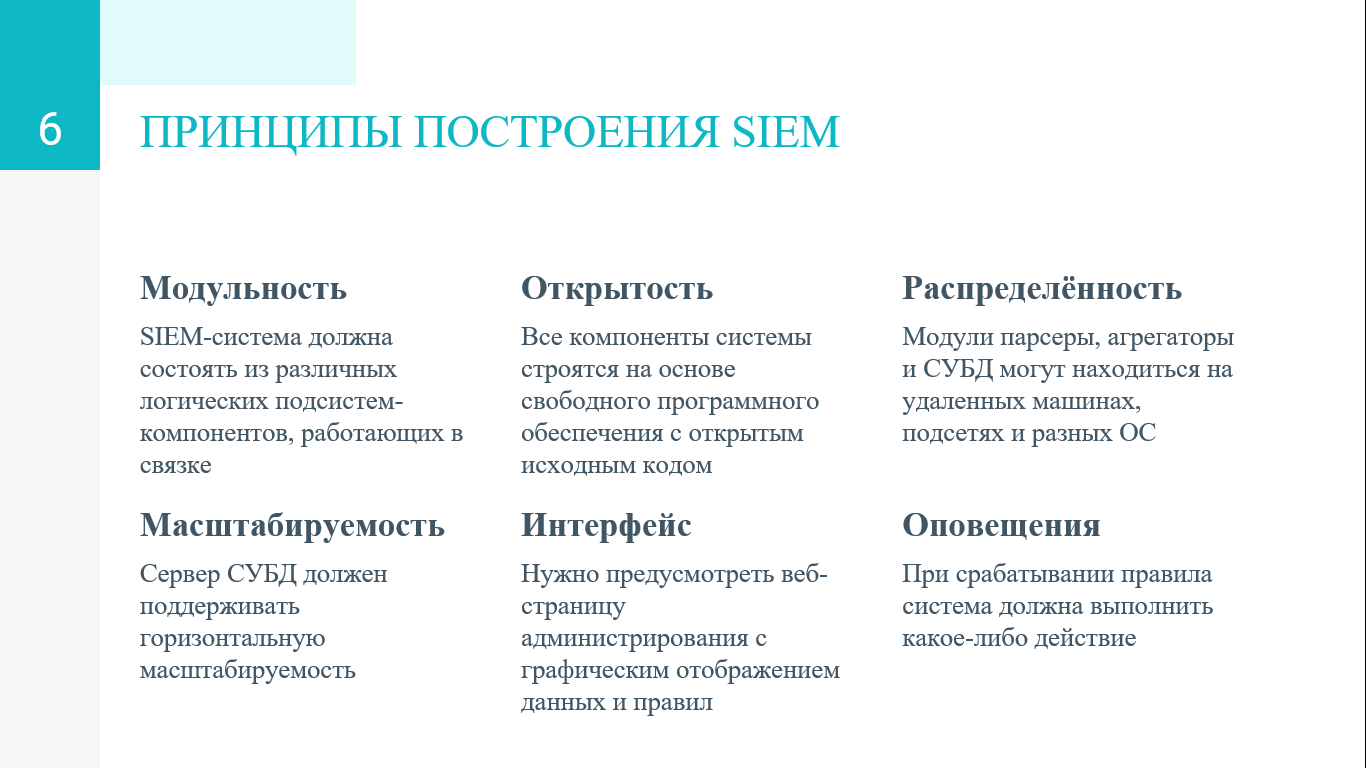 6
ПРИНЦИПЫ ПОСТРОЕНИЯ SIEM
Модульность
SIEM-система должна
состоять из различных
логических подсистем-
компонентов, работающих в
связке
Открытость
Все компоненты системы
строятся на основе
свободного программного
обеспечения с открытым
исходным кодом
Распределённость
Модули парсеры, агрегаторы
и СУБД могут находиться на
удаленных машинах,
подсетях и разных ОС
Масштабируемость
Сервер СУБД должен
поддерживать
горизонтальную
масштабируемость
Интерфейс
Нужно предусмотреть веб-
страницу
администрирования с
графическим отображением
данных и правил
Оповещения
При срабатывании правила
система должна выполнить
какое-либо действие